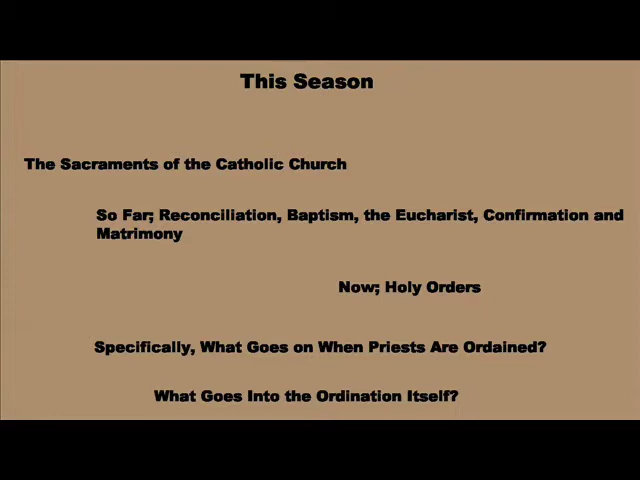 This Season
The Sacraments of the Catholic Church
So Far; Reconciliation, Baptism, the Eucharist, Confirmation and
Matrimony
Now; Holy Orders
Specifically, What Goes on When Priests Are Ordained?
What Goes Into the Ordination Itself?